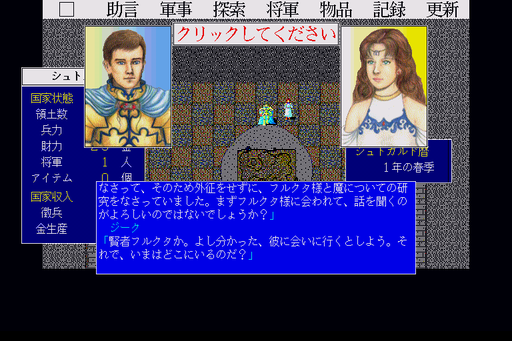 助言 軍事 探索 将軍 物品 記録 更新
クリックしてください
シュト
国家状態
領土数
兵力
財力
将軍 1 人
アイテム 0 個
国家収入
徴兵
金生産
シュトガルド暦
1年の春季
なさって、そのため外征をせずに、フルクタ様と魔についての研
究をなさっていました。まずフルクタ様に会われて、話を聞くの
がよろしいのではないでしょうか？」
ジーク
「賢者フルクタか。よし分かった、彼に会いに行くとしよう。そ
れで、いまはどこにいるのだ？」